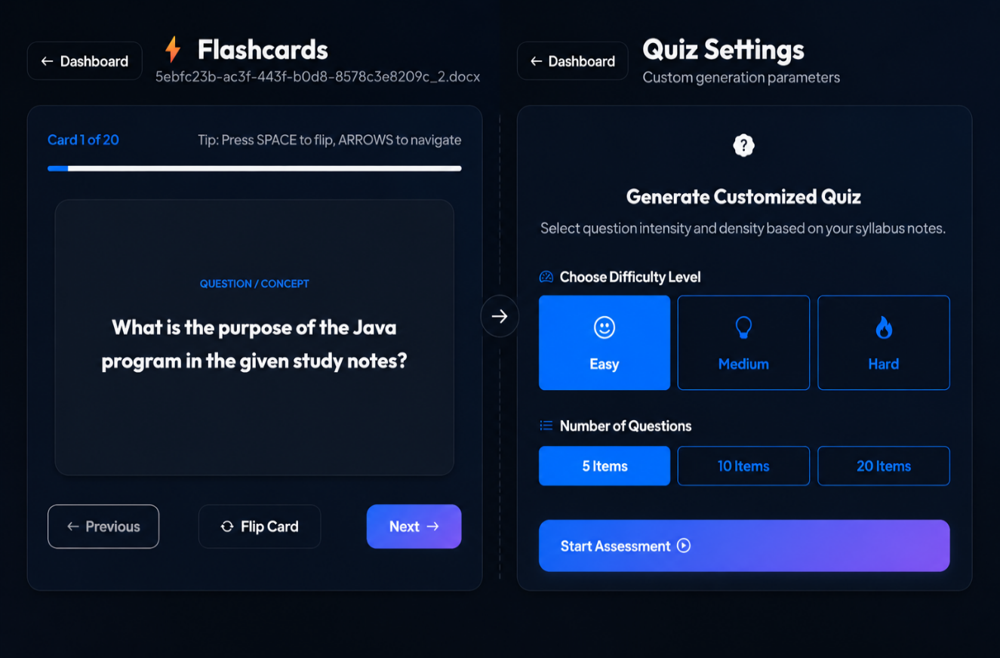 ← Dashboard
Flashcards
5ebfc23b-ac3f-443f-b0d8-8578c3e8209c_2.docx
Card 1 of 20
Tip: Press SPACE to flip, ARROWS to navigate
QUESTION / CONCEPT
What is the purpose of the Java
program in the given study notes?
← Previous
Flip Card
Next →
→
← Dashboard
Quiz Settings
Custom generation parameters
?
Generate Customized Quiz
Select question intensity and density based on your syllabus notes.
Choose Difficulty Level
Easy
Medium
Hard
Number of Questions
5 Items
10 Items
20 Items
Start Assessment